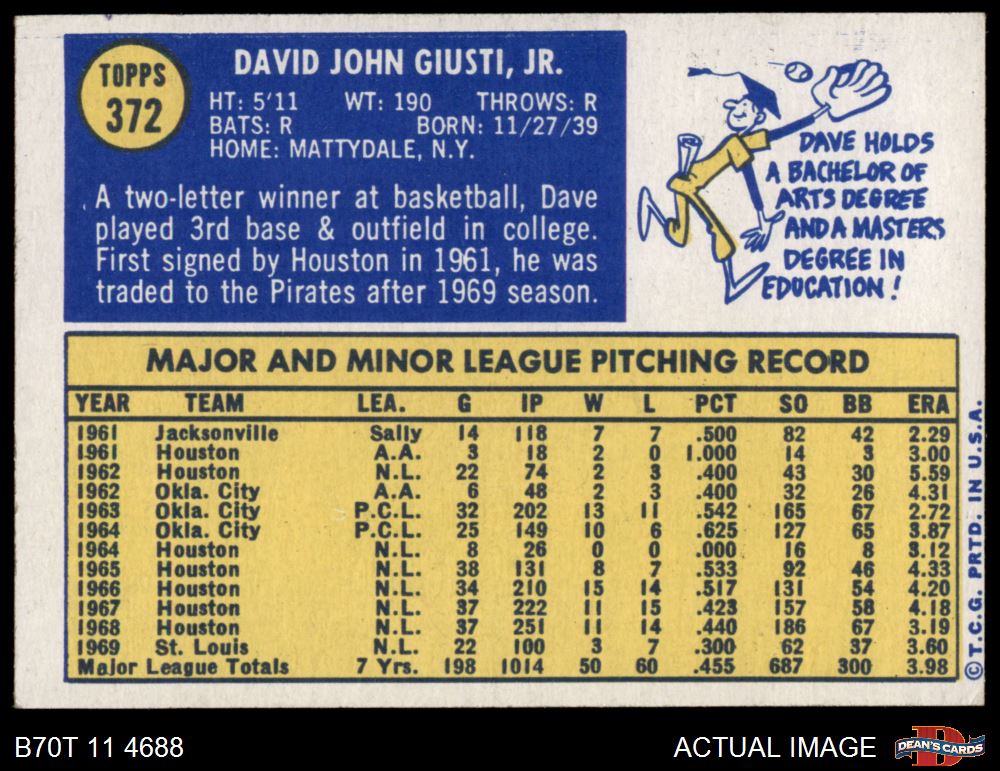 TOPPS
372
DAVID JOHN GIUSTI, JR.
HT: 5'11 WT: 190 THROWS: R
BATS: R BORN: 11/27/39
HOME: MATTYDALE, N.Y.
A two-letter winner at basketball, Dave
played 3rd base & outfield in college.
First signed by Houston in 1961, he was
traded to the Pirates after 1969 season.
DAVE HOLDS
A BACHELOR OF
ARTS DEGREE
AND A MASTERS
DEGREE IN
EDUCATION!
MAJOR AND MINOR LEAGUE PITCHING RECORD
YEAR TEAM LEA. G IP W L PCT SO BB ERA
1961 Jacksonville Sally 14 118 7 7 .500 82 42 2.29
1961 Houston A.A. 3 18 2 0 1.000 14 3 3.00
1962 Houston N.L. 22 74 2 3 .400 43 30 5.59
1962 Okla. City A.A. 6 48 2 3 .400 32 26 4.31
1963 Okla. City P.C.L. 32 202 13 11 .542 165 67 2.72
1964 Okla. City P.C.L. 25 149 10 6 .625 127 65 3.87
1964 Houston N.L. 8 26 0 0 .000 16 8 3.12
1965 Houston N.L. 38 131 8 7 .533 92 46 4.33
1966 Houston N.L. 34 210 15 14 .517 131 54 4.20
1967 Houston N.L. 37 222 11 15 .423 157 58 4.18
1968 Houston N.L. 37 251 11 14 .440 186 67 3.19
1969 St. Louis N.L. 22 100 3 7 .300 62 37 3.60
Major League Totals 7 Yrs. 198 1014 50 60 .455 687 300 3.98
© T.C.G. PRTD. IN U.S.A.
B70T 11 4688
ACTUAL IMAGE
DEAN'S CARDS